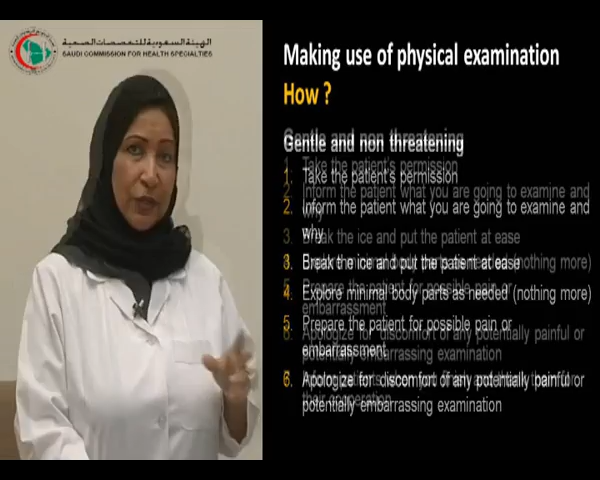 الهيئة السعودية للتخصصات الصحية
SAUDI COMMISSION FOR HEALTH SPECIALTIES
Making use of physical examination
How ?
Gentle and non threatening
1. Take the patient's permission
2. Inform the patient what you are going to examine and
why
3. Break the ice and put the patient at ease
4. Explore minimal body parts as needed (nothing more)
5. Prepare the patient for possible pain or
embarrassment
6. Apologize for discomfort of any potentially painful or
potentially embarrassing examination